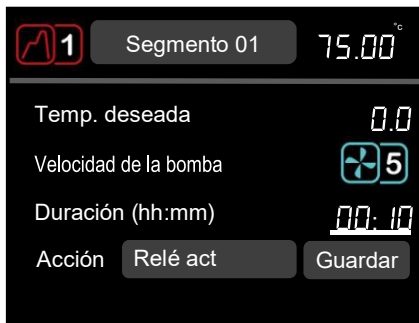 1 Segmento 01 75.00 °C
Temp. deseada 0.0
Velocidad de la bomba 5
Duración (hh:mm) 00:10
Acción Relé act Guardar